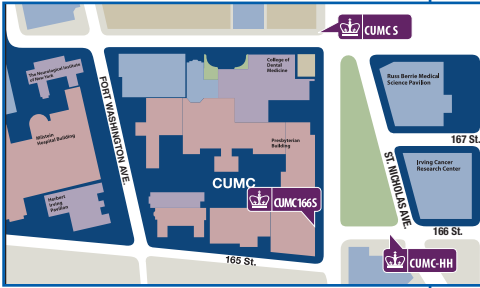 CUMC S
The Neurological Institute
of New York
College of
Dental
Medicine
Russ Berrie Medical
Science Pavilion
FORT WASHINGTON AVE.
Milstein
Hospital Building
Presbyterian
Building
167 St.
ST. NICHOLAS AVE.
Irving Cancer
Research Center
CUMC
Herbert
Irving
Pavilion
CUMC166S
166 St.
165 St.
CUMC-HH